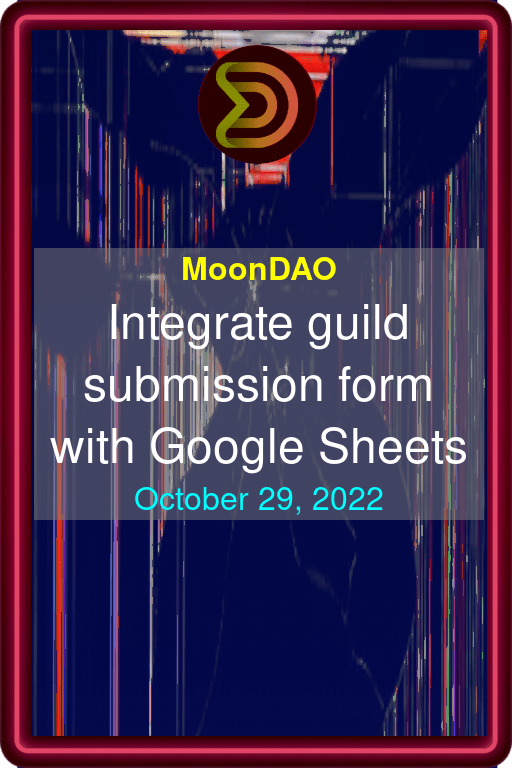 MoonDAO
Integrate guild
submission form
with Google Sheets
October 29, 2022